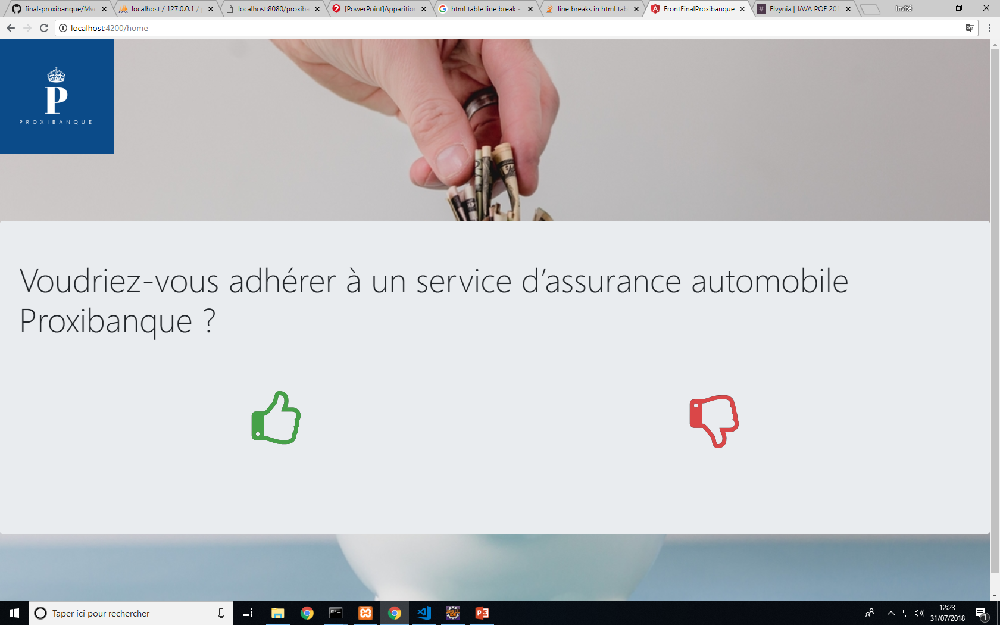 final-proxibanque/Mvc
localhost / 127.0.0.1 / p
localhost:8080/proxiba
[PowerPoint]Apparition
html table line break -
line breaks in html tab
FrontFinalProxibanque
Elvynia | JAVA POE 201
Invité
localhost:4200/home
P
PROXIBANQUE
Voudriez-vous adhérer à un service d’assurance automobile
Proxibanque ?
Taper ici pour rechercher
12:23
31/07/2018
1